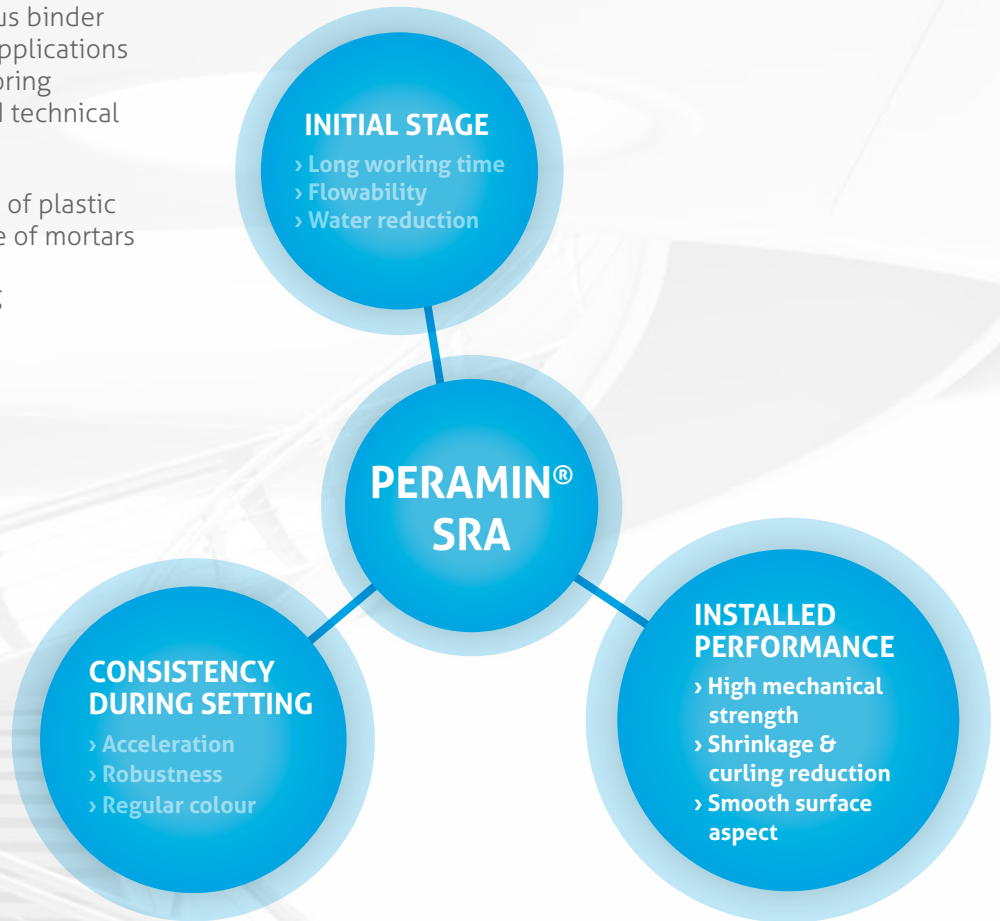 us binder
applications
oring
d technical
of plastic
e of mortars
g
INITIAL STAGE
› Long working time
› Flowability
› Water reduction
PERAMIN®
SRA
CONSISTENCY
DURING SETTING
› Acceleration
› Robustness
› Regular colour
INSTALLED
PERFORMANCE
› High mechanical
strength
› Shrinkage &
curling reduction
› Smooth surface
aspect